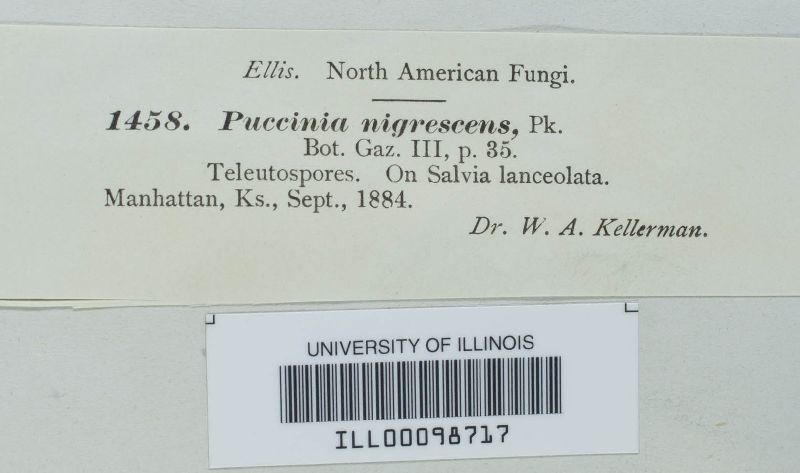 Ellis. North American Fungi.
1458. Puccinia nigrescens, Pk.
Bot. Gaz. III, p. 35.
Teleutospores. On Salvia lanceolata.
Manhattan, Ks., Sept., 1884.
Dr. W. A. Kellerman.
UNIVERSITY OF ILLINOIS
ILL00098717